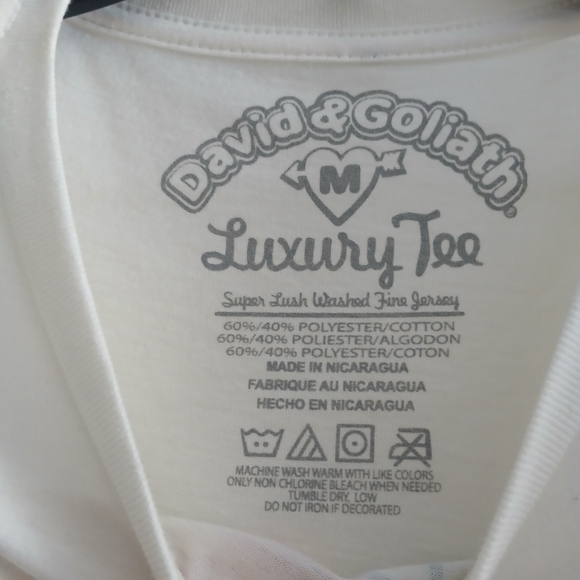 David & Goliath®
M
Luxury Tee
Super Lush Washed Fine Jersey
60%/40% POLYESTER/COTTON
60%/40% POLIESTER/ALGODON
60%/40% POLYESTER/COTON
MADE IN NICARAGUA
FABRIQUE AU NICARAGUA
HECHO EN NICARAGUA
MACHINE WASH WARM WITH LIKE COLORS
ONLY NON CHLORINE BLEACH WHEN NEEDED
TUMBLE DRY, LOW
DO NOT IRON IF DECORATED